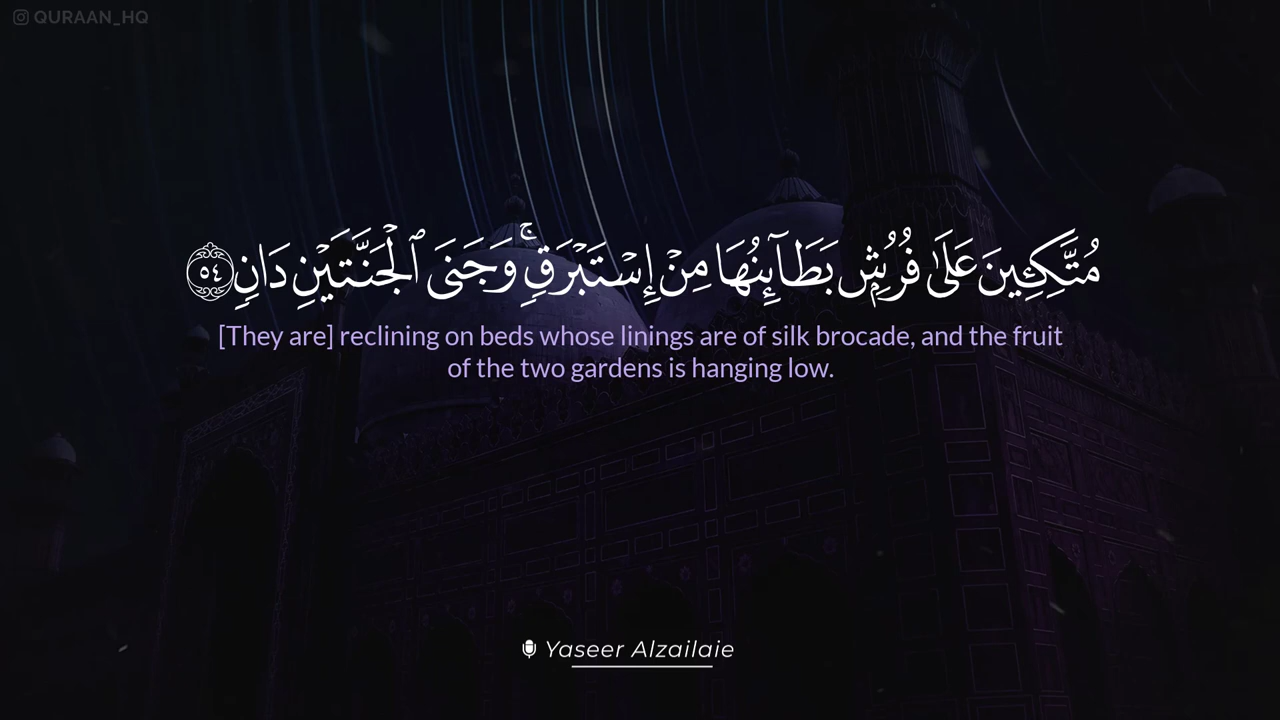 QURAAN_HQ
مُتَّكِـِٔينَ عَلَىٰ فُرُشٍۭ بَطَآئِنُهَا مِنْ إِسْتَبْرَقٍۚ وَجَنَى ٱلْجَنَّتَيْنِ دَانٍ ٥٤
[They are] reclining on beds whose linings are of silk brocade, and the fruit
of the two gardens is hanging low.
Yaseer Alzailaie